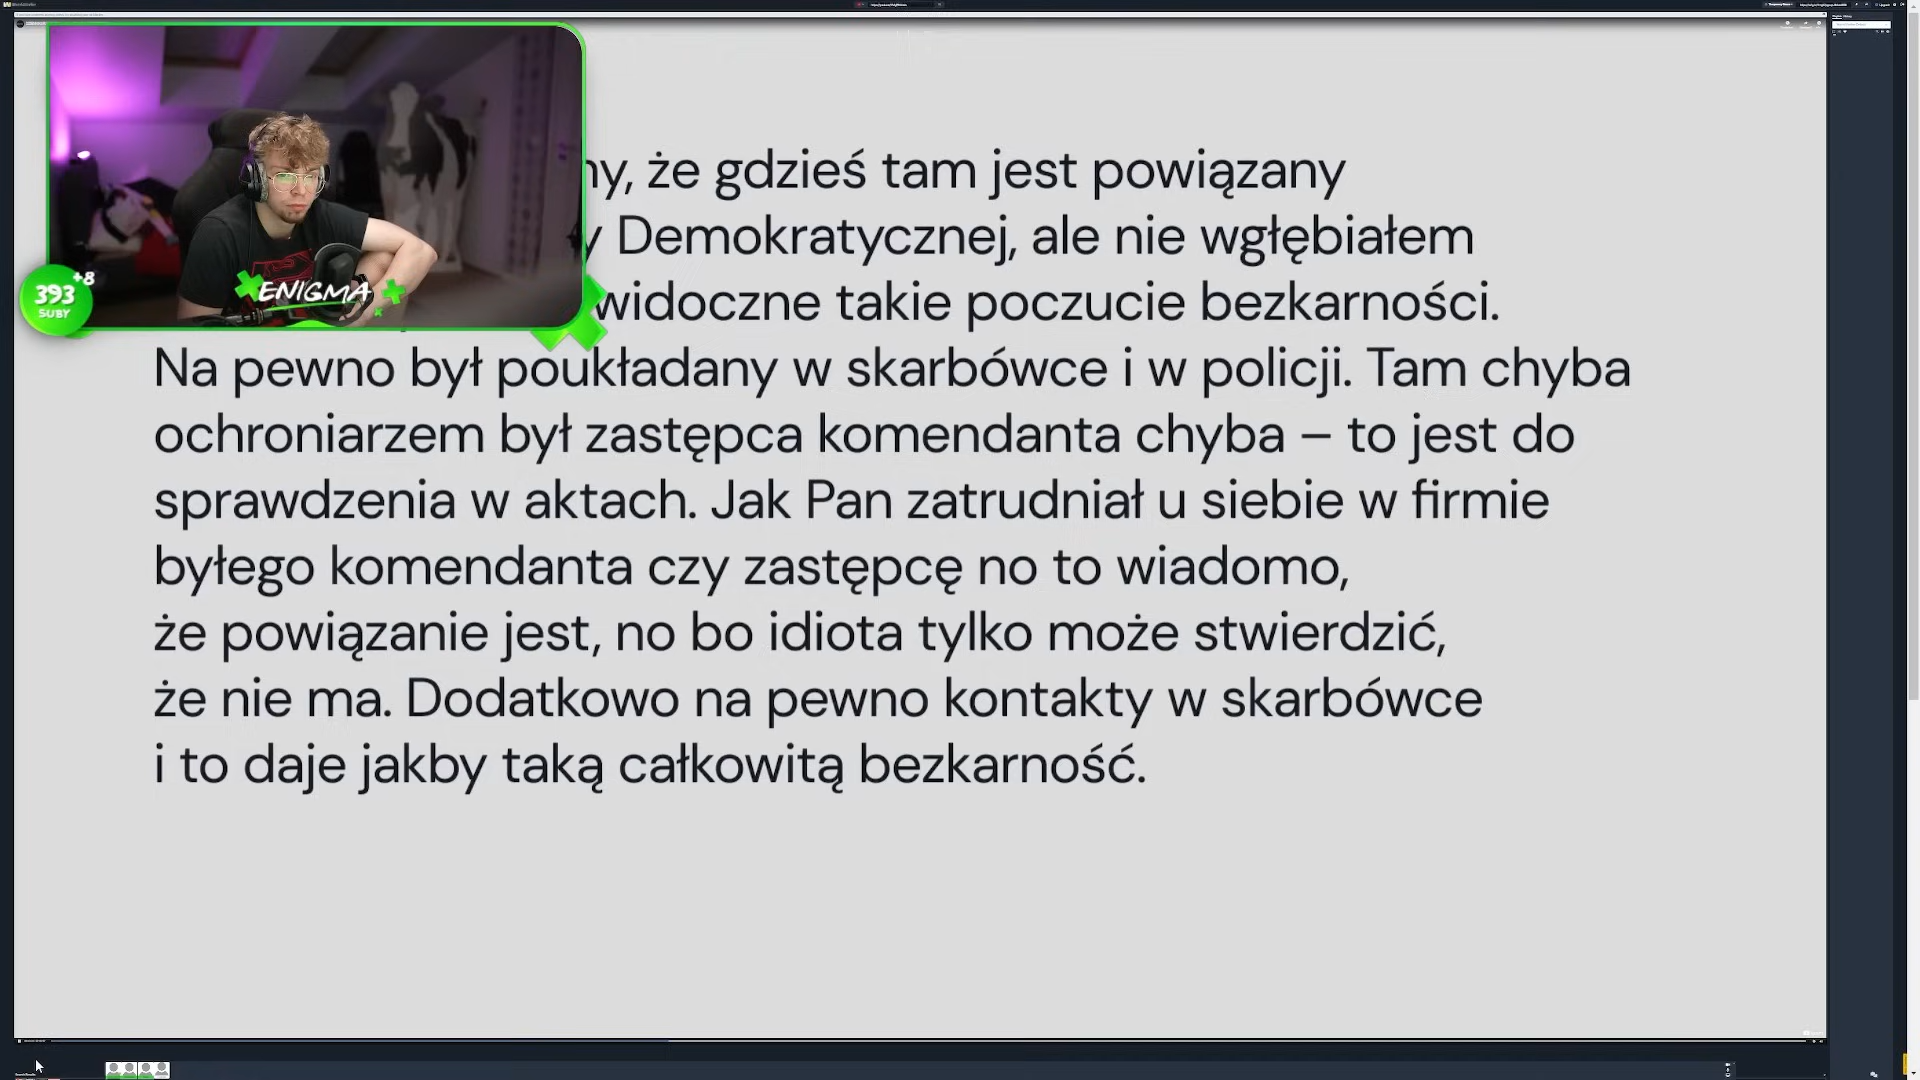 ny, że gdzieś tam jest powiązany
y Demokratycznej, ale nie wgłębiałem
widoczne takie poczucie bezkarności.
Na pewno był poukładany w skarbówce i w policji. Tam chyba
ochroniarzem był zastępca komendanta chyba – to jest do
sprawdzenia w aktach. Jak Pan zatrudniał u siebie w firmie
byłego komendanta czy zastępcę no to wiadomo,
że powiązanie jest, no bo idiota tylko może stwierdzić,
że nie ma. Dodatkowo na pewno kontakty w skarbówce
i to daje jakby taką całkowitą bezkarność.
+8
393
SUBY
ENIGMA